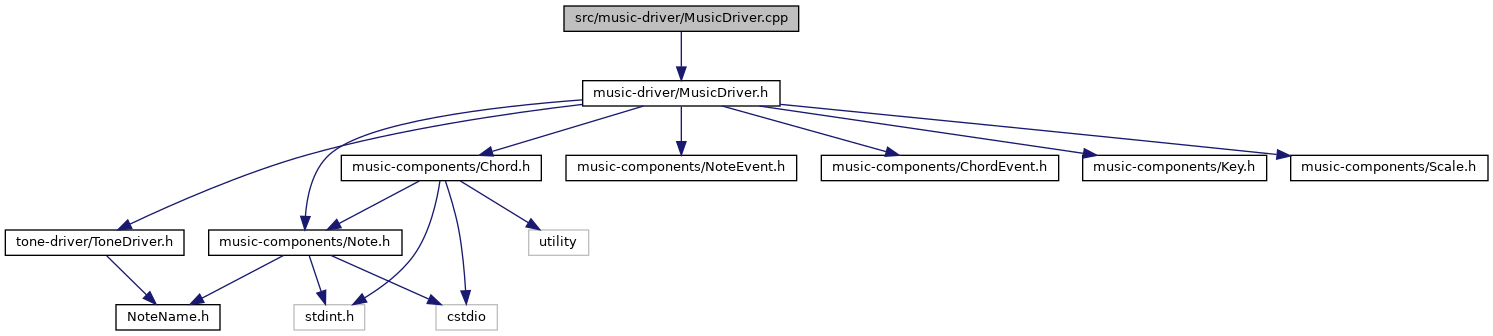 src/music-driver/MusicDriver.cpp
music-driver/MusicDriver.h
music-components/Chord.h
music-components/NoteEvent.h
music-components/ChordEvent.h
music-components/Key.h
music-components/Scale.h
tone-driver/ToneDriver.h
music-components/Note.h
utility
NoteName.h
stdint.h
cstdio